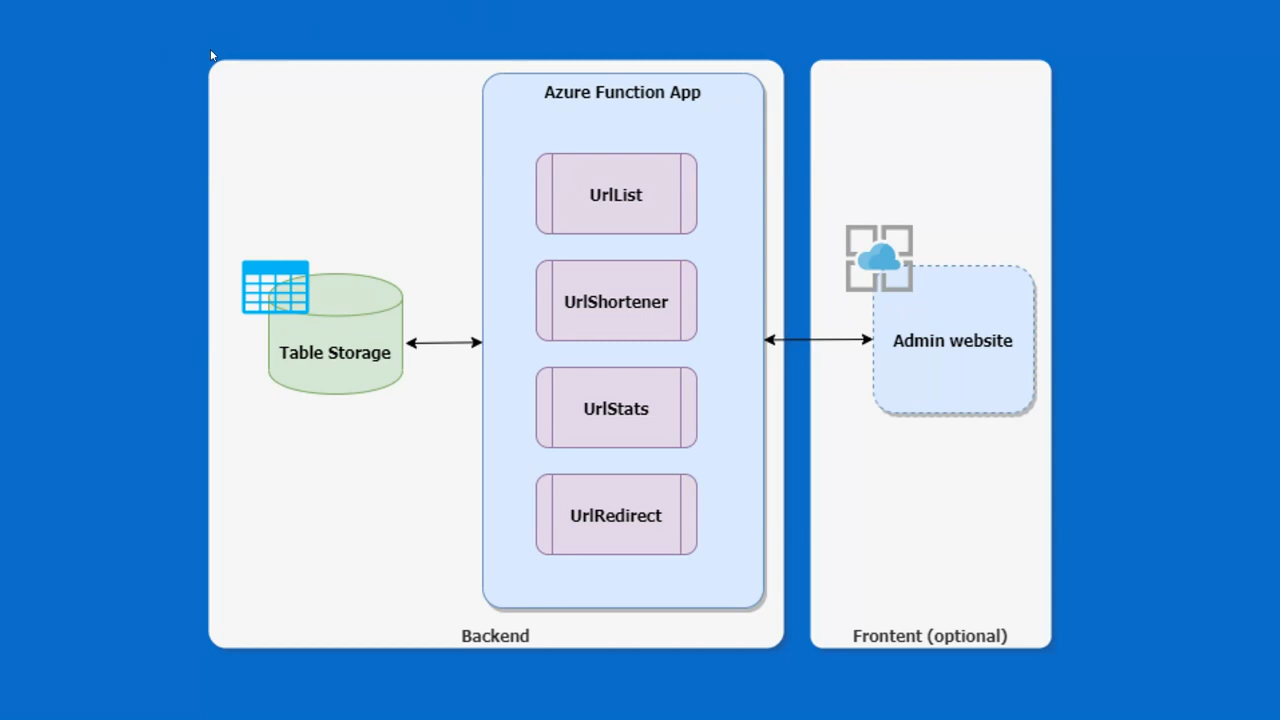 Azure Function App
UrlList
UrlShortener
UrlStats
UrlRedirect
Table Storage
Admin website
Backend
Frontent (optional)